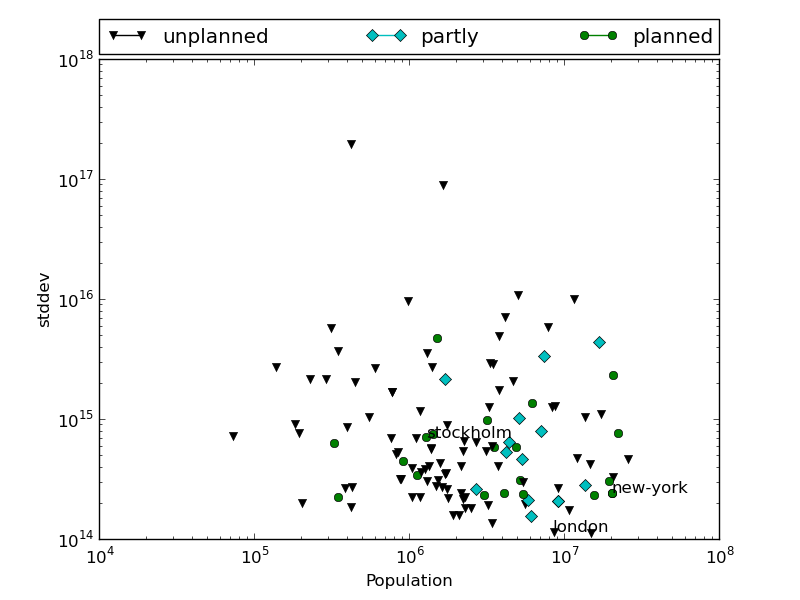 unplanned partly planned
10^18
10^17
10^16
10^15
10^14
stddev
stockholm
new-york
london
10^4 10^5 10^6 10^7 10^8
Population